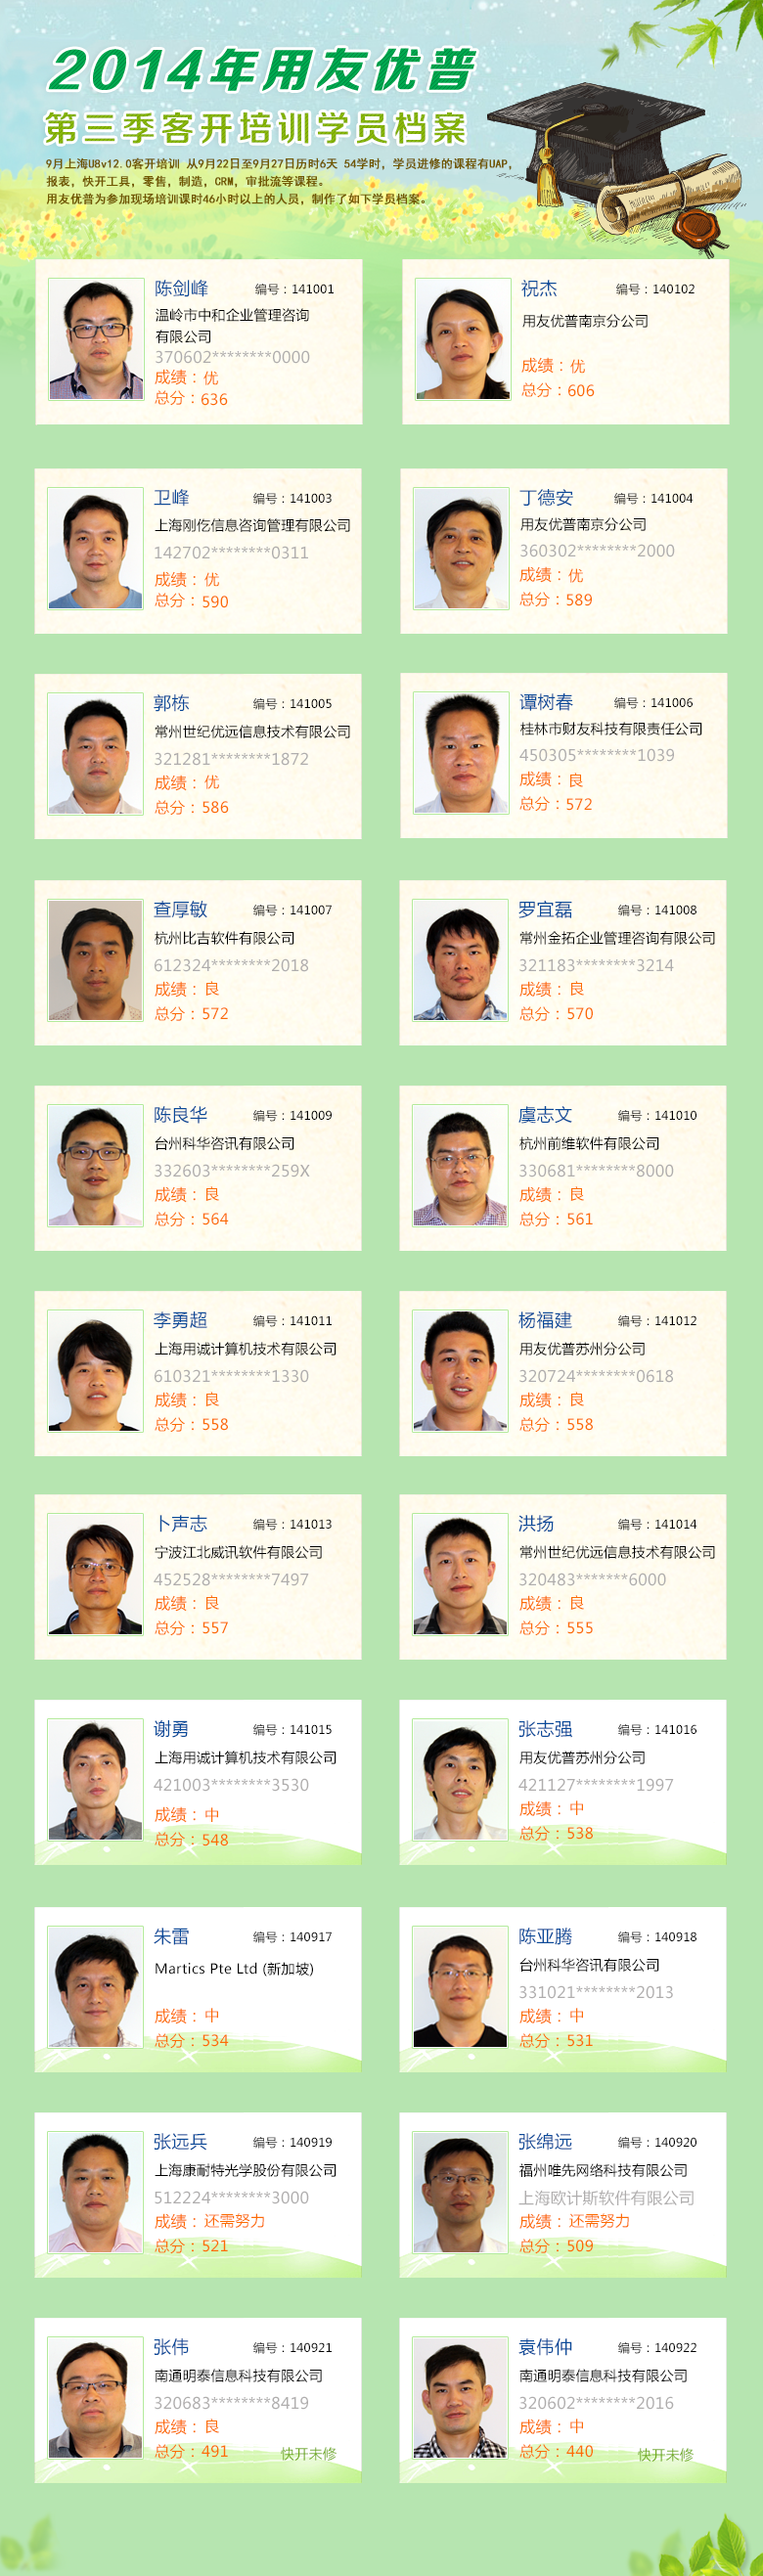 2014年用友优普
第三季客开培训学员档案
9月上海U8v12.0客开培训 从9月22日至9月27日历时6天 54学时，学员进修的课程有UAP，
报表，快开工具，零售，制造，CRM，审批流等课程。
用友优普为参加现场培训课时46小时以上的人员，制作了如下学员档案。
陈剑峰 编号：141001
温岭市中和企业管理咨询
有限公司
370602********0000
成绩：优
总分：636
祝杰 编号：140102
用友优普南京分公司
成绩：优
总分：606
卫峰 编号：141003
上海刚仡信息咨询管理有限公司
142702********0311
成绩：优
总分：590
丁德安 编号：141004
用友优普南京分公司
360302********2000
成绩：优
总分：589
郭栋 编号：141005
常州世纪优远信息技术有限公司
321281********1872
成绩：优
总分：586
谭树春 编号：141006
桂林市财友科技有限责任公司
450305********1039
成绩：良
总分：572
查厚敏 编号：141007
杭州比吉软件有限公司
612324********2018
成绩：良
总分：572
罗宜磊 编号：141008
常州金拓企业管理咨询有限公司
321183********3214
成绩：良
总分：570
陈良华 编号：141009
台州科华咨讯有限公司
332603********259X
成绩：良
总分：564
虞志文 编号：141010
杭州前维软件有限公司
330681********8000
成绩：良
总分：561
李勇超 编号：141011
上海用诚计算机技术有限公司
610321********1330
成绩：良
总分：558
杨福建 编号：141012
用友优普苏州分公司
320724********0618
成绩：良
总分：558
卜声志 编号：141013
宁波江北威讯软件有限公司
452528********7497
成绩：良
总分：557
洪扬 编号：141014
常州世纪优远信息技术有限公司
320483*******6000
成绩：良
总分：555
谢勇 编号：141015
上海用诚计算机技术有限公司
421003********3530
成绩：中
总分：548
张志强 编号：141016
用友优普苏州分公司
421127********1997
成绩：中
总分：538
朱雷 编号：140917
Martics Pte Ltd (新加坡)
成绩：中
总分：534
陈亚腾 编号：140918
台州科华咨讯有限公司
331021********2013
成绩：中
总分：531
张远兵 编号：140919
上海康耐特光学股份有限公司
512224********3000
成绩：还需努力
总分：521
张绵远 编号：140920
福州唯先网络科技有限公司
上海欧计斯软件有限公司
成绩：还需努力
总分：509
张伟 编号：140921
南通明泰信息科技有限公司
320683********8419
成绩：良
总分：491 快开未修
袁伟仲 编号：140922
南通明泰信息科技有限公司
320602********2016
成绩：中
总分：440 快开未修